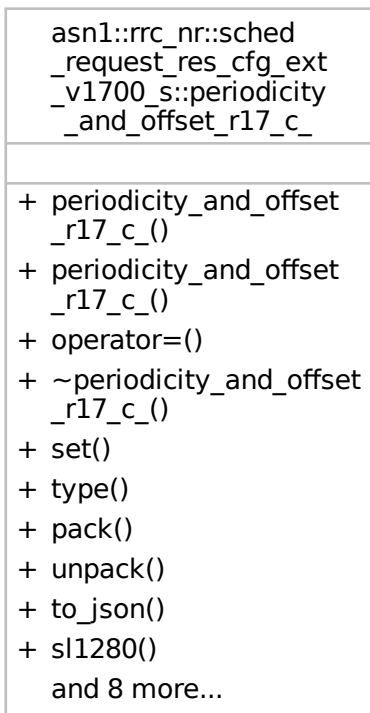 asn1::rrc_nr::sched
_request_res_cfg_ext
_v1700_s::periodicity
_and_offset_r17_c_
+ periodicity_and_offset
_r17_c_()
+ periodicity_and_offset
_r17_c_()
+ operator=()
+ ~periodicity_and_offset
_r17_c_()
+ set()
+ type()
+ pack()
+ unpack()
+ to_json()
+ sl1280()
and 8 more...